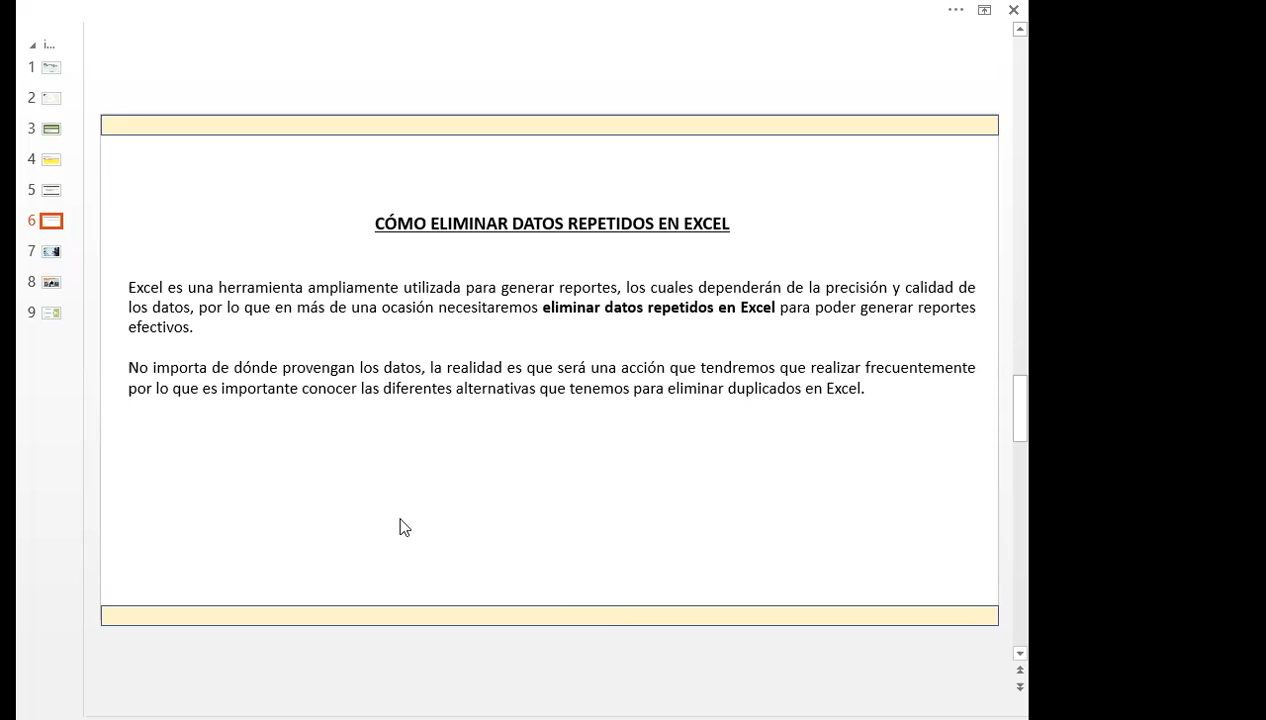 i...
1
2
3
4
5
6
7
8
9
CÓMO ELIMINAR DATOS REPETIDOS EN EXCEL
Excel es una herramienta ampliamente utilizada para generar reportes, los cuales dependerán de la precisión y calidad de
los datos, por lo que en más de una ocasión necesitaremos eliminar datos repetidos en Excel para poder generar reportes
efectivos.
No importa de dónde provengan los datos, la realidad es que será una acción que tendremos que realizar frecuentemente
por lo que es importante conocer las diferentes alternativas que tenemos para eliminar duplicados en Excel.